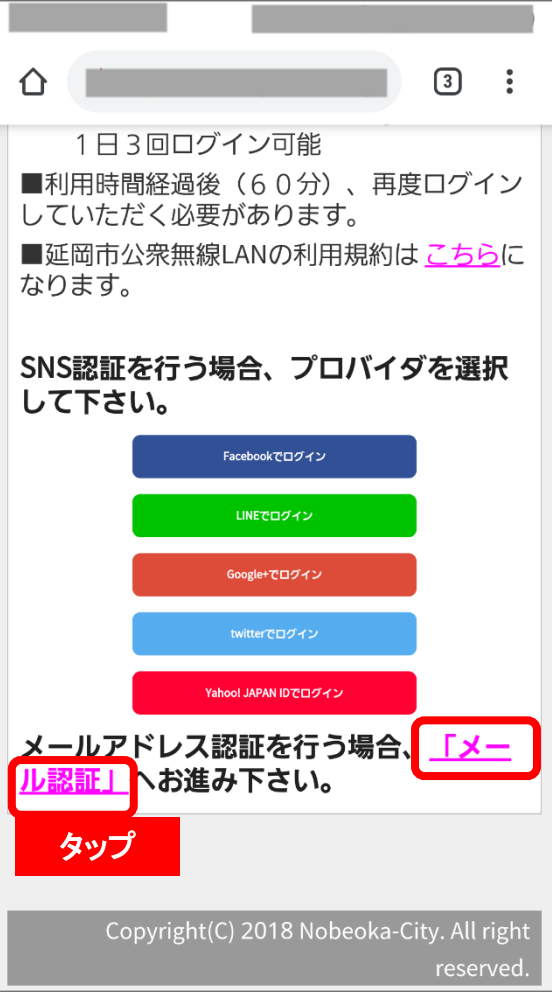 3
１日３回ログイン可能
■利用時間経過後（６０分）、再度ログイン
していただく必要があります。
■延岡市公衆無線LANの利用規約は こちらに
なります。
SNS認証を行う場合、プロバイダを選択
して下さい。
Facebookでログイン
LINEでログイン
Google+でログイン
twitterでログイン
Yahoo! JAPAN IDでログイン
メールアドレス認証を行う場合、「メー
ル認証」へお進み下さい。
タップ
Copyright(C) 2018 Nobeoka-City. All right
reserved.